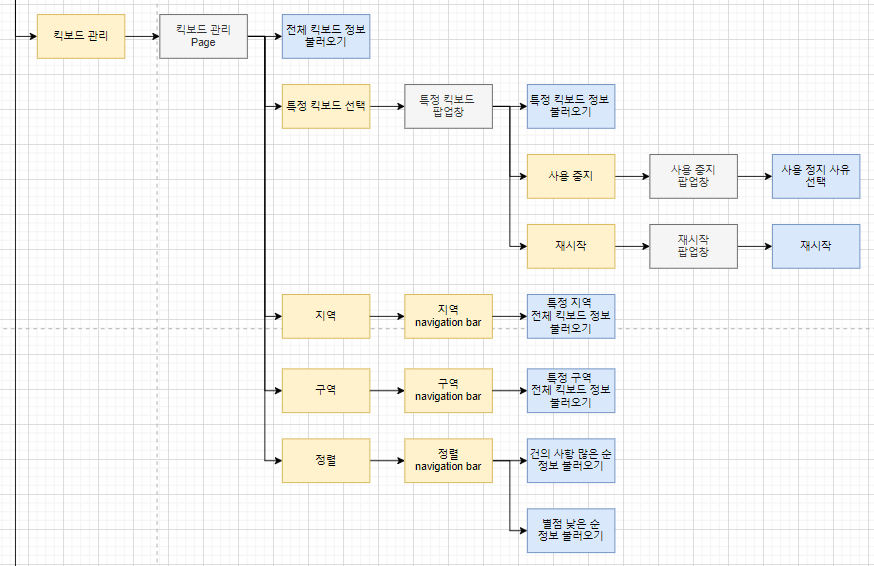 킥보드 관리
킥보드 관리
Page
전체 킥보드 정보
불러오기
특정 킥보드 선택
특정 킥보드
팝업창
특정 킥보드 정보
불러오기
사용 중지
사용 중지
팝업창
사용 정지 사유
선택
재시작
재시작
팝업창
재시작
지역
지역
navigation bar
특정 지역
전체 킥보드 정보
불러오기
구역
구역
navigation bar
특정 구역
전체 킥보드 정보
불러오기
정렬
정렬
navigation bar
건의 사항 많은 순
정보 불러오기
별점 낮은 순
정보 불러오기